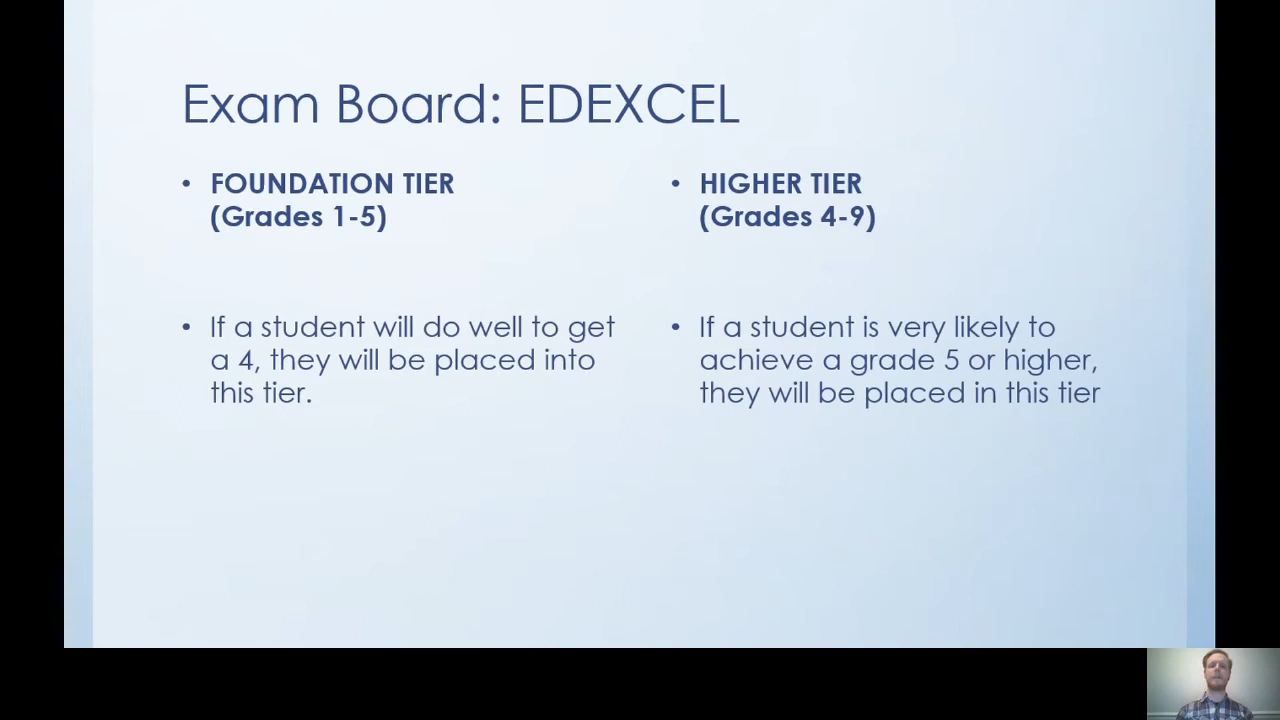 Exam Board: EDEXCEL
• FOUNDATION TIER
(Grades 1-5)
• If a student will do well to get
a 4, they will be placed into
this tier.
• HIGHER TIER
(Grades 4-9)
• If a student is very likely to
achieve a grade 5 or higher,
they will be placed in this tier